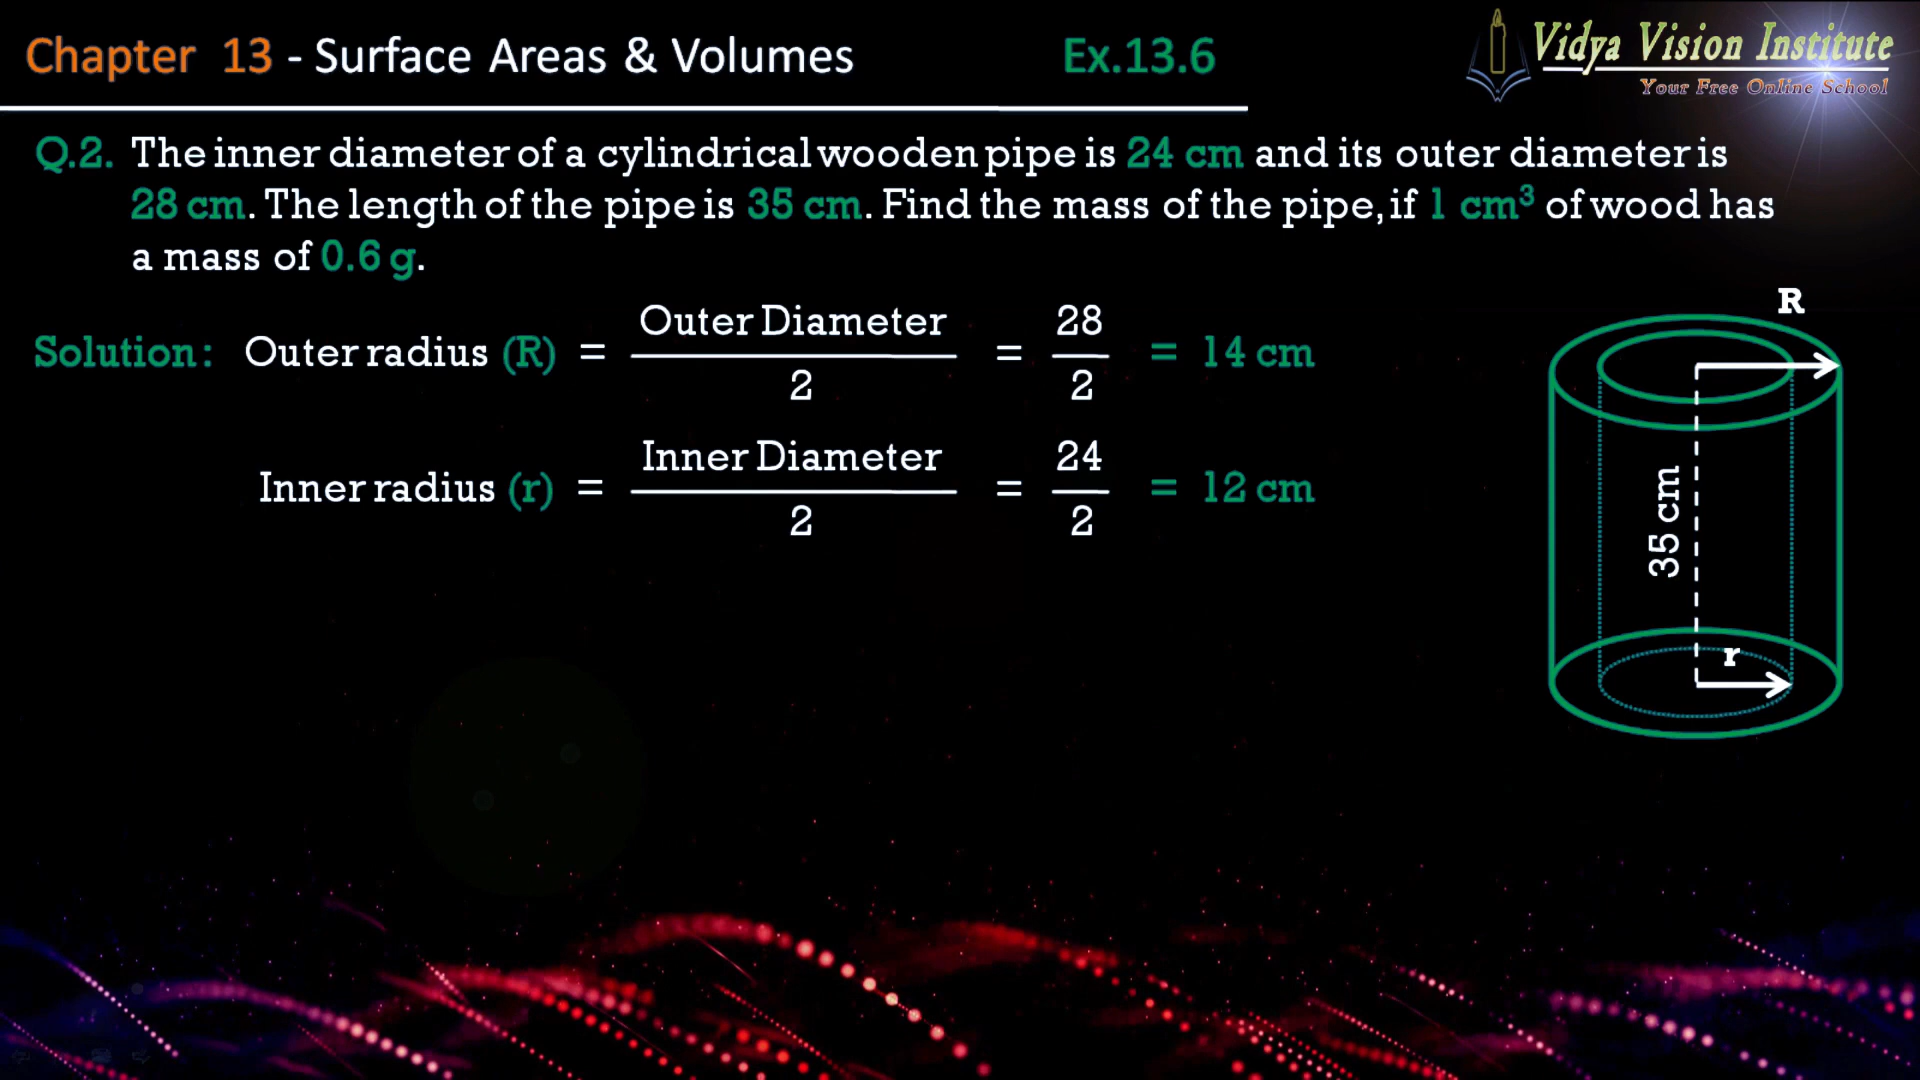 Chapter 13 - Surface Areas & Volumes Ex.13.6
Vidya Vision Institute
Your Free Online School
Q.2. The inner diameter of a cylindrical wooden pipe is 24 cm and its outer diameter is
28 cm. The length of the pipe is 35 cm. Find the mass of the pipe, if 1 cm³ of wood has
a mass of 0.6 g.
Solution: Outer radius (R) = Outer Diameter / 2 = 28 / 2 = 14 cm
Inner radius (r) = Inner Diameter / 2 = 24 / 2 = 12 cm
R
35 cm
r